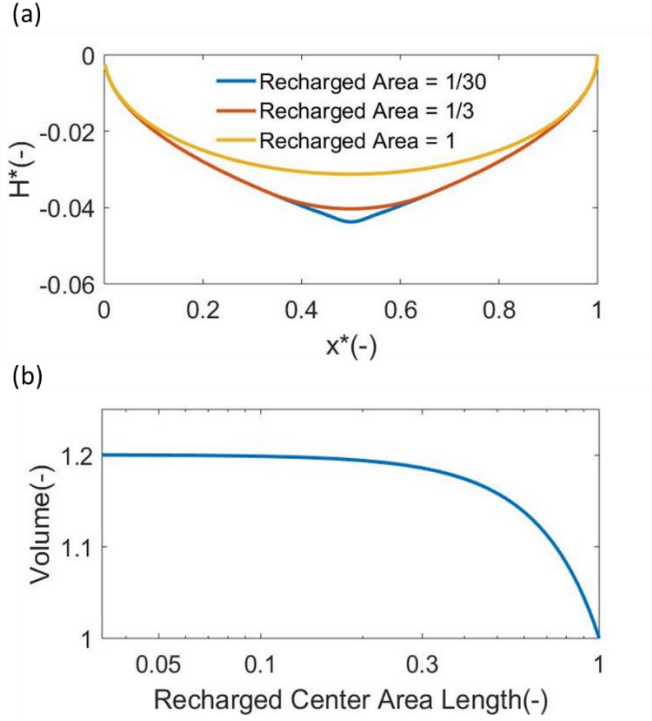 (a)
0
-0.02
-0.04
-0.06
H*(-)
Recharged Area = 1/30
Recharged Area = 1/3
Recharged Area = 1
0 0.2 0.4 0.6 0.8 1
x*(-)
(b)
1.2
1.1
1
Volume(-)
0.05 0.1 0.3 1
Recharged Center Area Length(-)